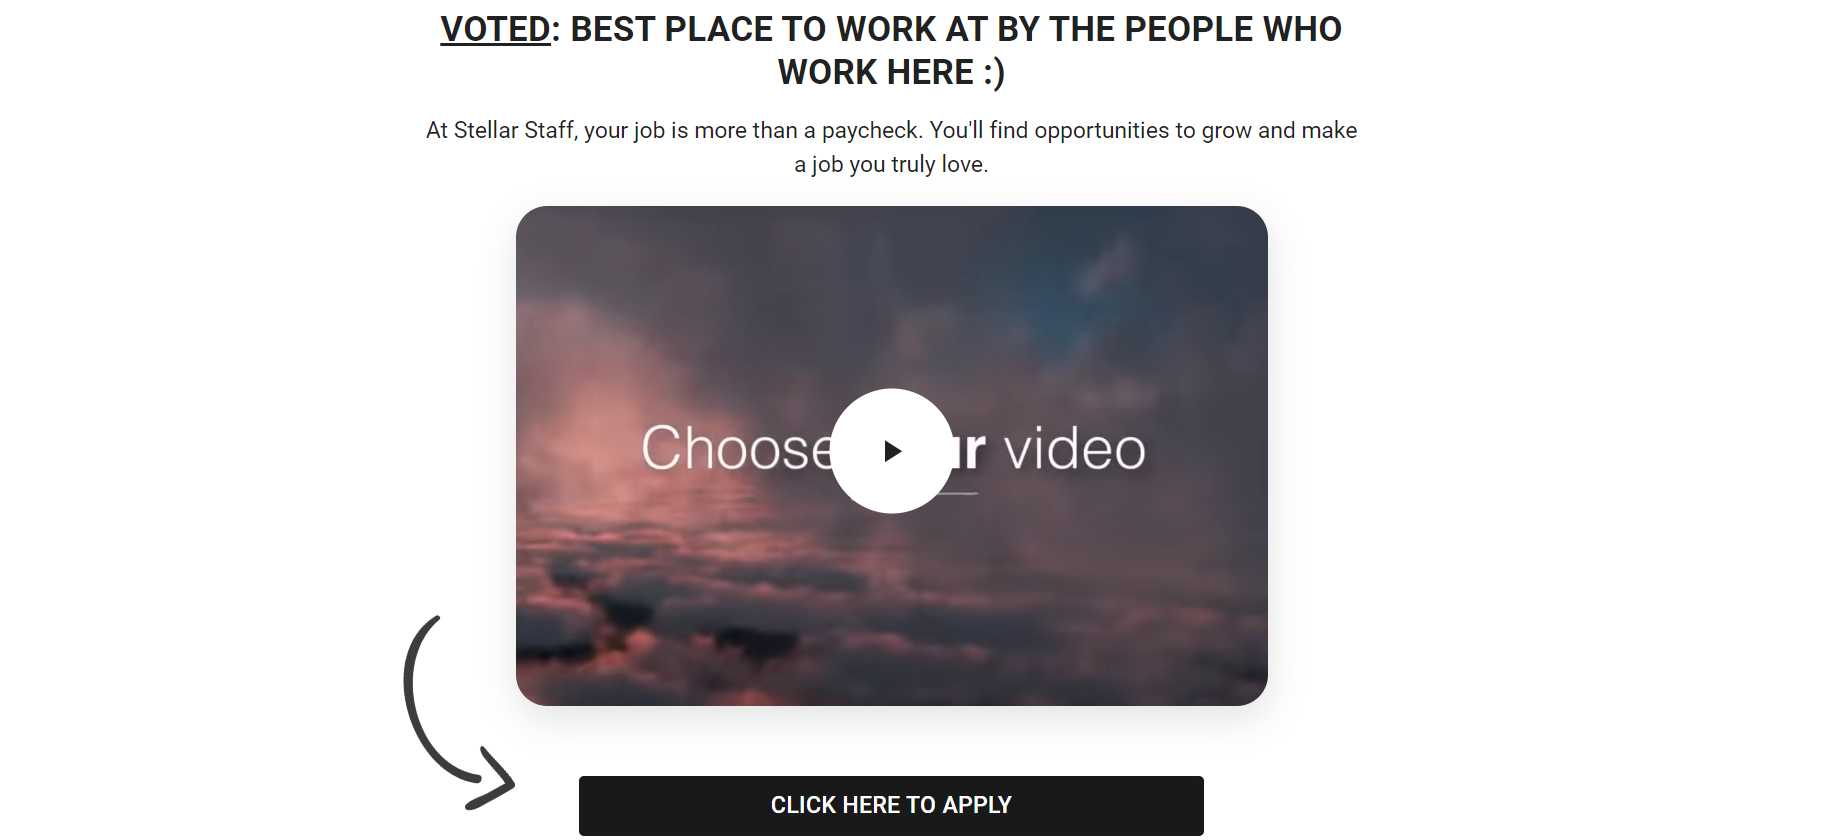 VOTED: BEST PLACE TO WORK AT BY THE PEOPLE WHO
WORK HERE :)
At Stellar Staff, your job is more than a paycheck. You'll find opportunities to grow and make
a job you truly love.
Choose video
CLICK HERE TO APPLY